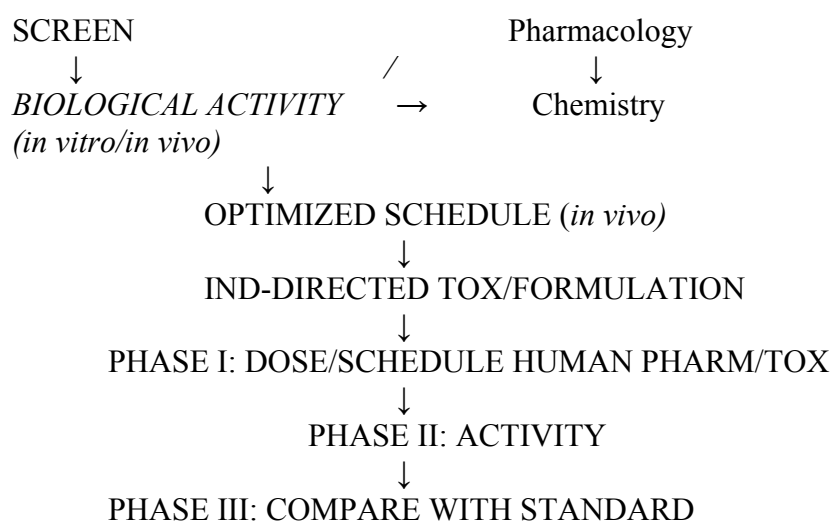 SCREEN Pharmacology
↓ / ↓
BIOLOGICAL ACTIVITY → Chemistry
(in vitro/in vivo)
↓
OPTIMIZED SCHEDULE (in vivo)
↓
IND-DIRECTED TOX/FORMULATION
↓
PHASE I: DOSE/SCHEDULE HUMAN PHARM/TOX
↓
PHASE II: ACTIVITY
↓
PHASE III: COMPARE WITH STANDARD